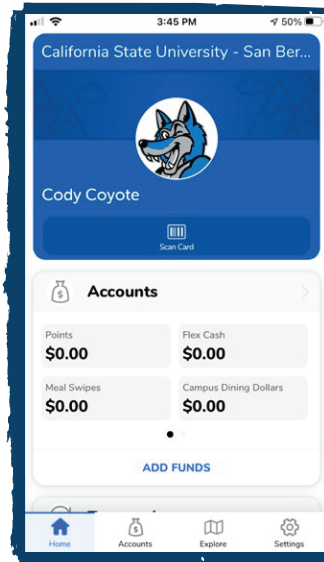 3:45 PM
50%
California State University - San Ber...
Cody Coyote
Scan Card
Accounts
Points
$0.00
Flex Cash
$0.00
Meal Swipes
$0.00
Campus Dining Dollars
$0.00
ADD FUNDS
Home
Accounts
Explore
Settings